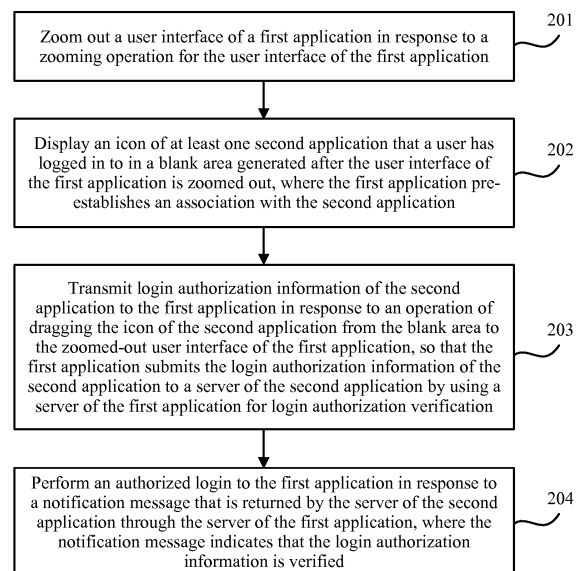 Zoom out a user interface of a first application in response to a
zooming operation for the user interface of the first application
201
Display an icon of at least one second application that a user has
logged in to in a blank area generated after the user interface of
the first application is zoomed out, where the first application pre-
establishes an association with the second application
202
Transmit login authorization information of the second
application to the first application in response to an operation of
dragging the icon of the second application from the blank area to
the zoomed-out user interface of the first application, so that the
first application submits the login authorization information of the
second application to a server of the second application by using a
server of the first application for login authorization verification
203
Perform an authorized login to the first application in response to
a notification message that is returned by the server of the second
application through the server of the first application, where the
notification message indicates that the login authorization
information is verified
204